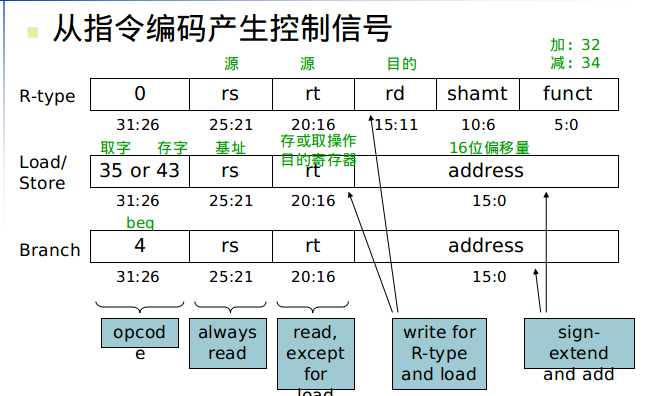 从指令编码产生控制信号
加：32
减：34
源 源 目的
R-type 0 rs rt rd shamt funct
31:26 25:21 20:16 15:11 10:6 5:0
取字 存字 基址 存或取操作 16位偏移量
目的寄存器
Load/
Store
35 or 43 rs rt address
31:26 25:21 20:16 15:0
beq
Branch 4 rs rt address
31:26 25:21 20:16 15:0
opcod
e
always
read
read,
except
for
load
write for
R-type
and load
sign-
extend
and add